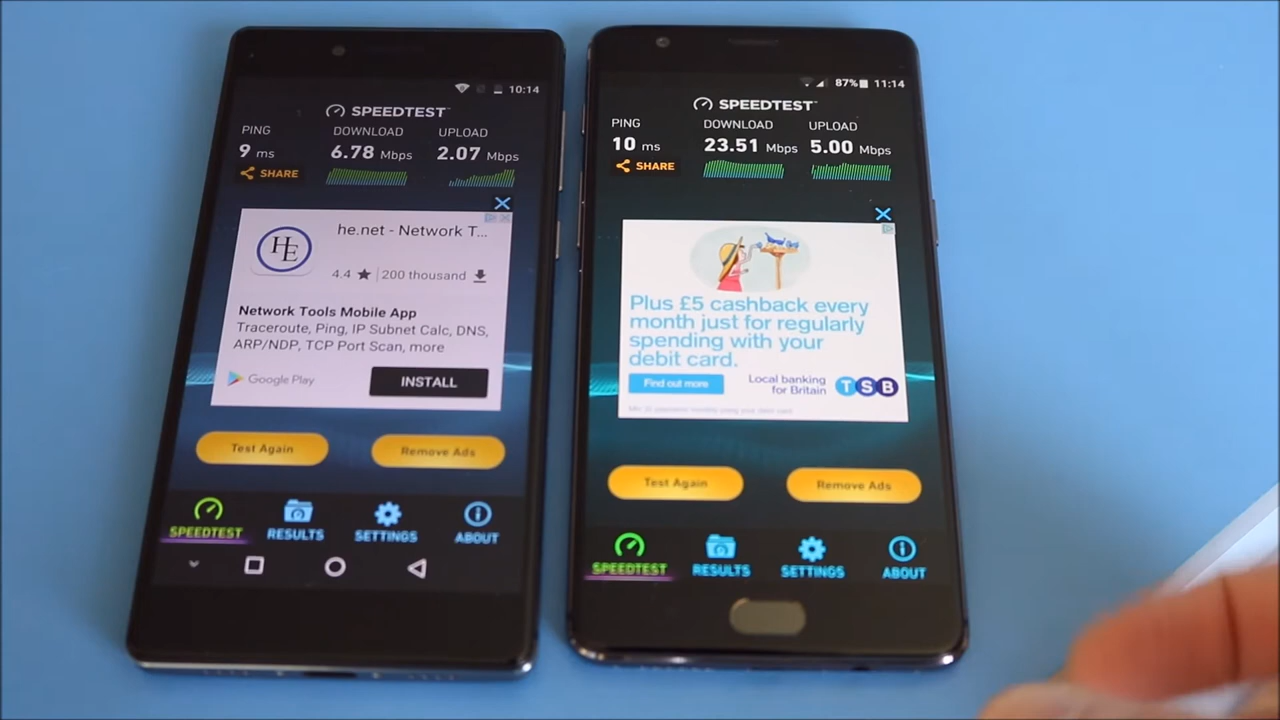 10:14
SPEEDTEST
PING
DOWNLOAD
UPLOAD
9 ms
6.78 Mbps
2.07 Mbps
SHARE
HE
he.net - Network T...
4.4 ★ 200 thousand
Network Tools Mobile App
Traceroute, Ping, IP Subnet Calc, DNS,
ARP/NDP, TCP Port Scan, more
Google Play
INSTALL
Test Again
Remove Ads
SPEEDTEST
RESULTS
SETTINGS
ABOUT
87% 11:14
SPEEDTEST
PING
DOWNLOAD
UPLOAD
10 ms
23.51 Mbps
5.00 Mbps
SHARE
Plus £5 cashback every
month just for regularly
spending with your
debit card.
Find out more
Local banking
for Britain
TSB
Test Again
Remove Ads
SPEEDTEST
RESULTS
SETTINGS
ABOUT